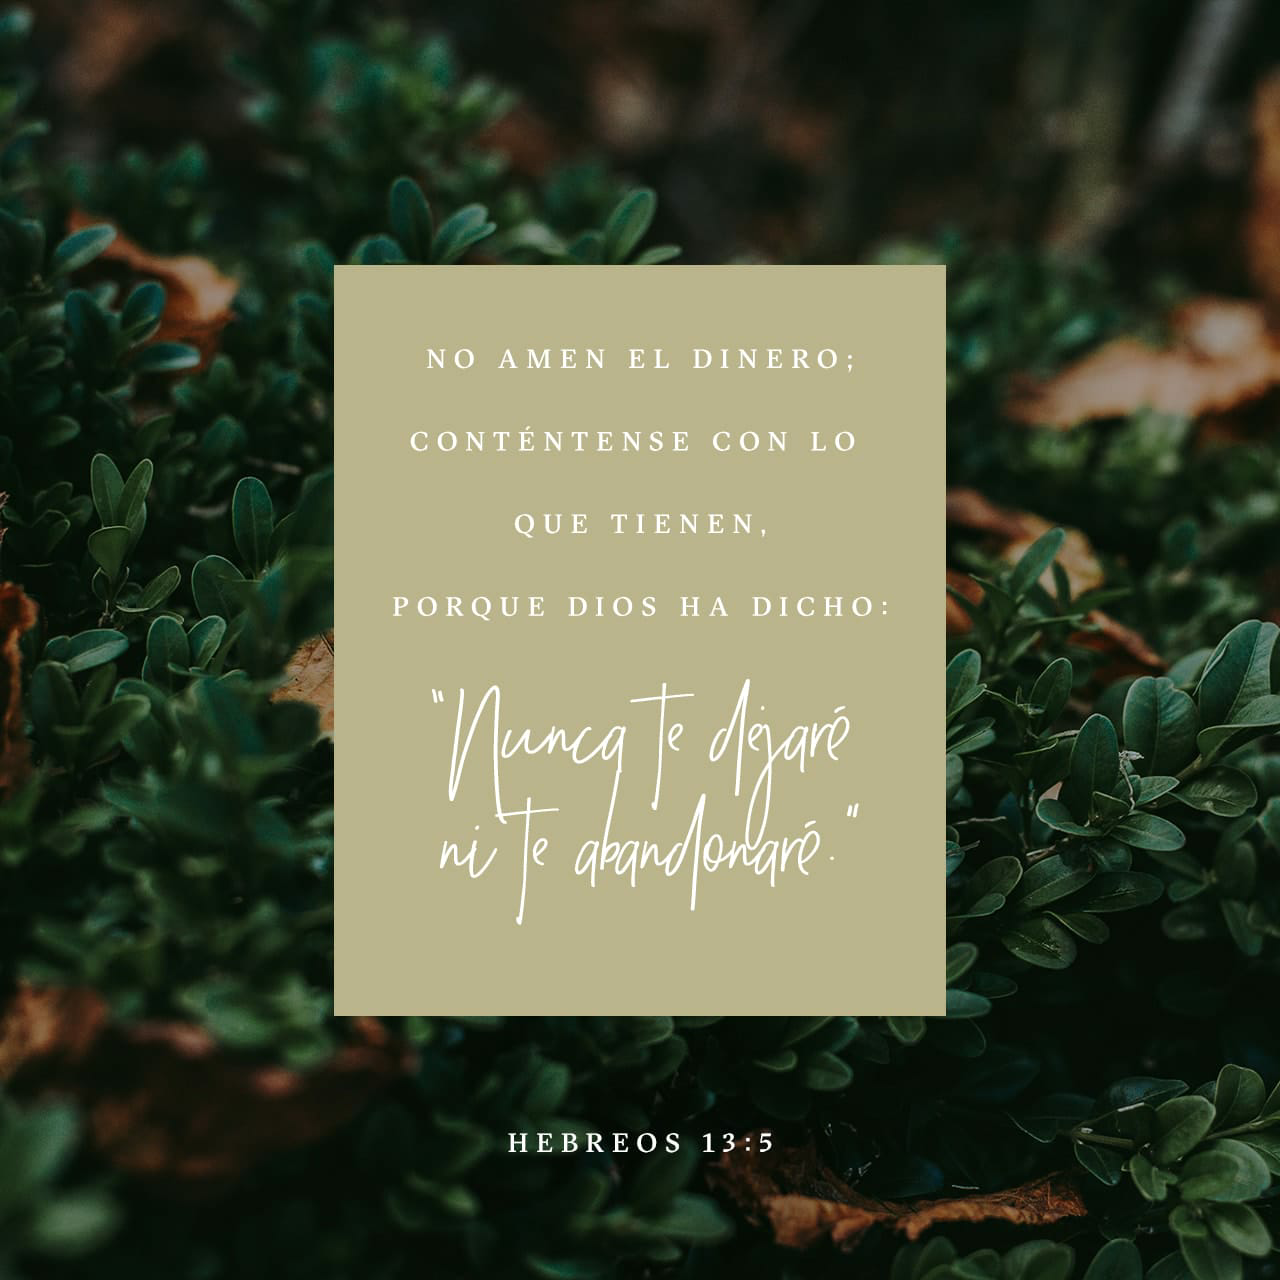 NO AMEN EL DINERO;
CONTÉNTENSE CON LO
QUE TIENEN,
PORQUE DIOS HA DICHO:
"Nunca te dejaré
ni te abandonaré."
HEBREOS 13:5